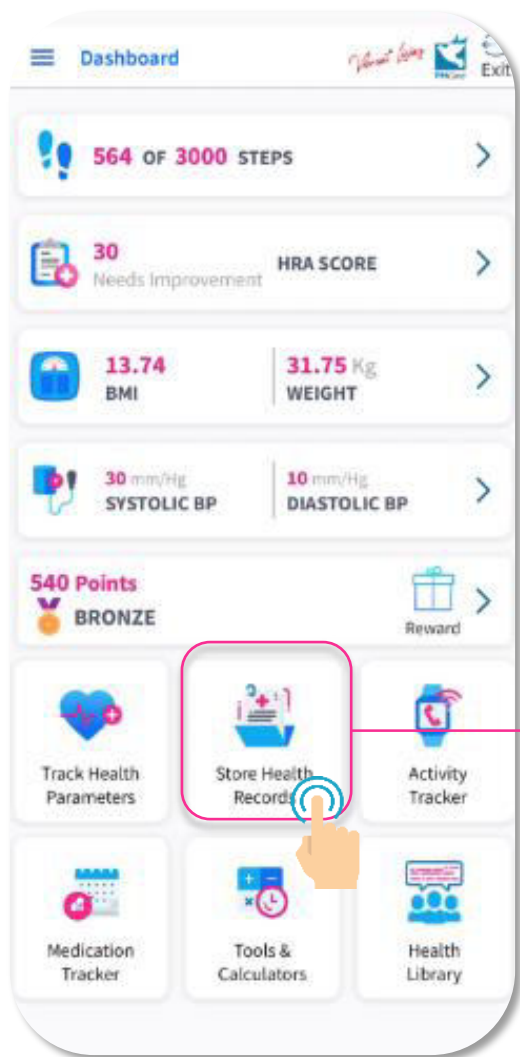 Dashboard
Exit
564 OF 3000 STEPS
30
Needs Improvement
HRA SCORE
13.74
BMI
31.75 Kg
WEIGHT
30 mm/Hg
SYSTOLIC BP
10 mm/Hg
DIASTOLIC BP
540 Points
BRONZE
Reward
Track Health
Parameters
Store Health
Records
Activity
Tracker
Medication
Tracker
Tools &
Calculators
Health
Library